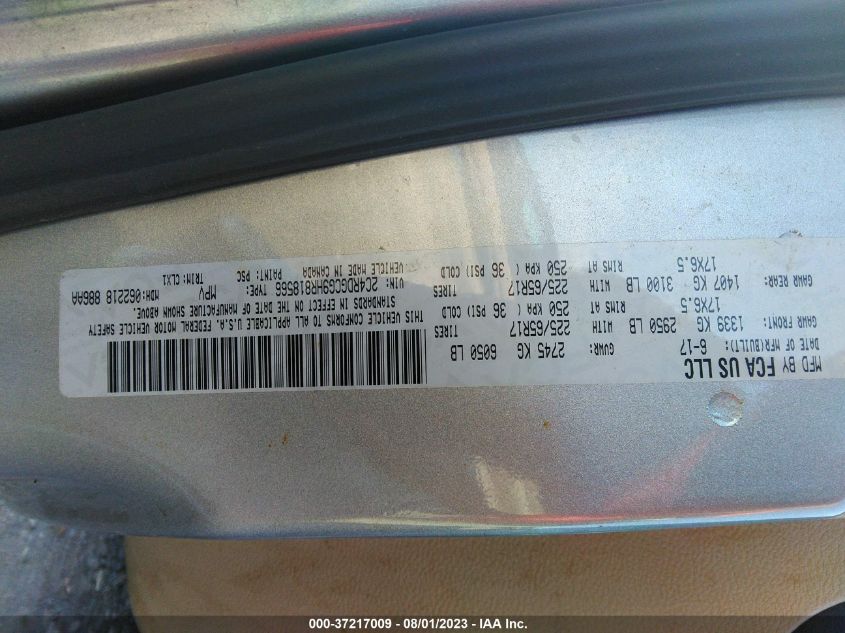 MFD BY FCA US LLC
DATE OF MFR(BUILT): 6-17 GVWR: 2745 KG 6050 LB
GAWR FRONT: 1339 KG 2950 LB WITH 225/65R17 TIRES
17X6.5 RIMS AT 250 KPA ( 36 PSI) COLD
GAWR REAR: 1407 KG 3100 LB WITH 225/65R17 TIRES
17X6.5 RIMS AT 250 KPA ( 36 PSI) COLD
THIS VEHICLE CONFORMS TO ALL APPLICABLE U.S.A. FEDERAL MOTOR VEHICLE SAFETY
STANDARDS IN EFFECT ON THE DATE OF MANUFACTURE SHOWN ABOVE.
VIN: 2C4RDGCG9HR818566 TYPE: MPV MDH:062218 886AA
VEHICLE MADE IN CANADA PAINT: PSC TRIM:CLX1
000-37217009 - 08/01/2023 - IAA Inc.